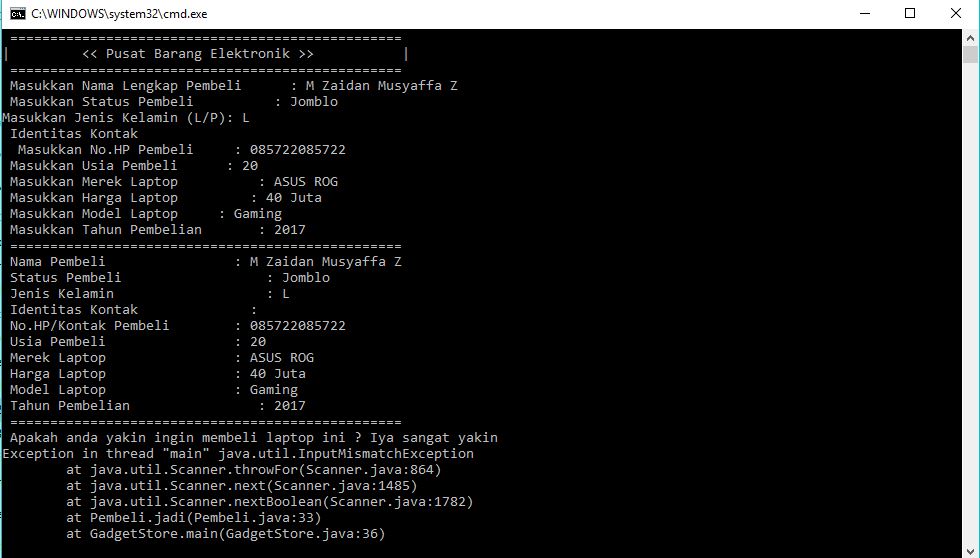 C:\WINDOWS\system32\cmd.exe
=================================================
|         << Pusat Barang Elektronik >>           |
=================================================
Masukkan Nama Lengkap Pembeli      : M Zaidan Musyaffa Z
Masukkan Status Pembeli          : Jomblo
Masukkan Jenis Kelamin (L/P): L
Identitas Kontak
Masukkan No.HP Pembeli     : 085722085722
Masukkan Usia Pembeli      : 20
Masukkan Merek Laptop          : ASUS ROG
Masukkan Harga Laptop         : 40 Juta
Masukkan Model Laptop     : Gaming
Masukkan Tahun Pembelian       : 2017
=================================================
Nama Pembeli                : M Zaidan Musyaffa Z
Status Pembeli                  : Jomblo
Jenis Kelamin                   : L
Identitas Kontak              :
No.HP/Kontak Pembeli        : 085722085722
Usia Pembeli                : 20
Merek Laptop                : ASUS ROG
Harga Laptop                : 40 Juta
Model Laptop                : Gaming
Tahun Pembelian                : 2017
=================================================
Apakah anda yakin ingin membeli laptop ini ? Iya sangat yakin
Exception in thread "main" java.util.InputMismatchException
        at java.util.Scanner.throwFor(Scanner.java:864)
        at java.util.Scanner.next(Scanner.java:1485)
        at java.util.Scanner.nextBoolean(Scanner.java:1782)
        at Pembeli.jadi(Pembeli.java:33)
        at GadgetStore.main(GadgetStore.java:36)